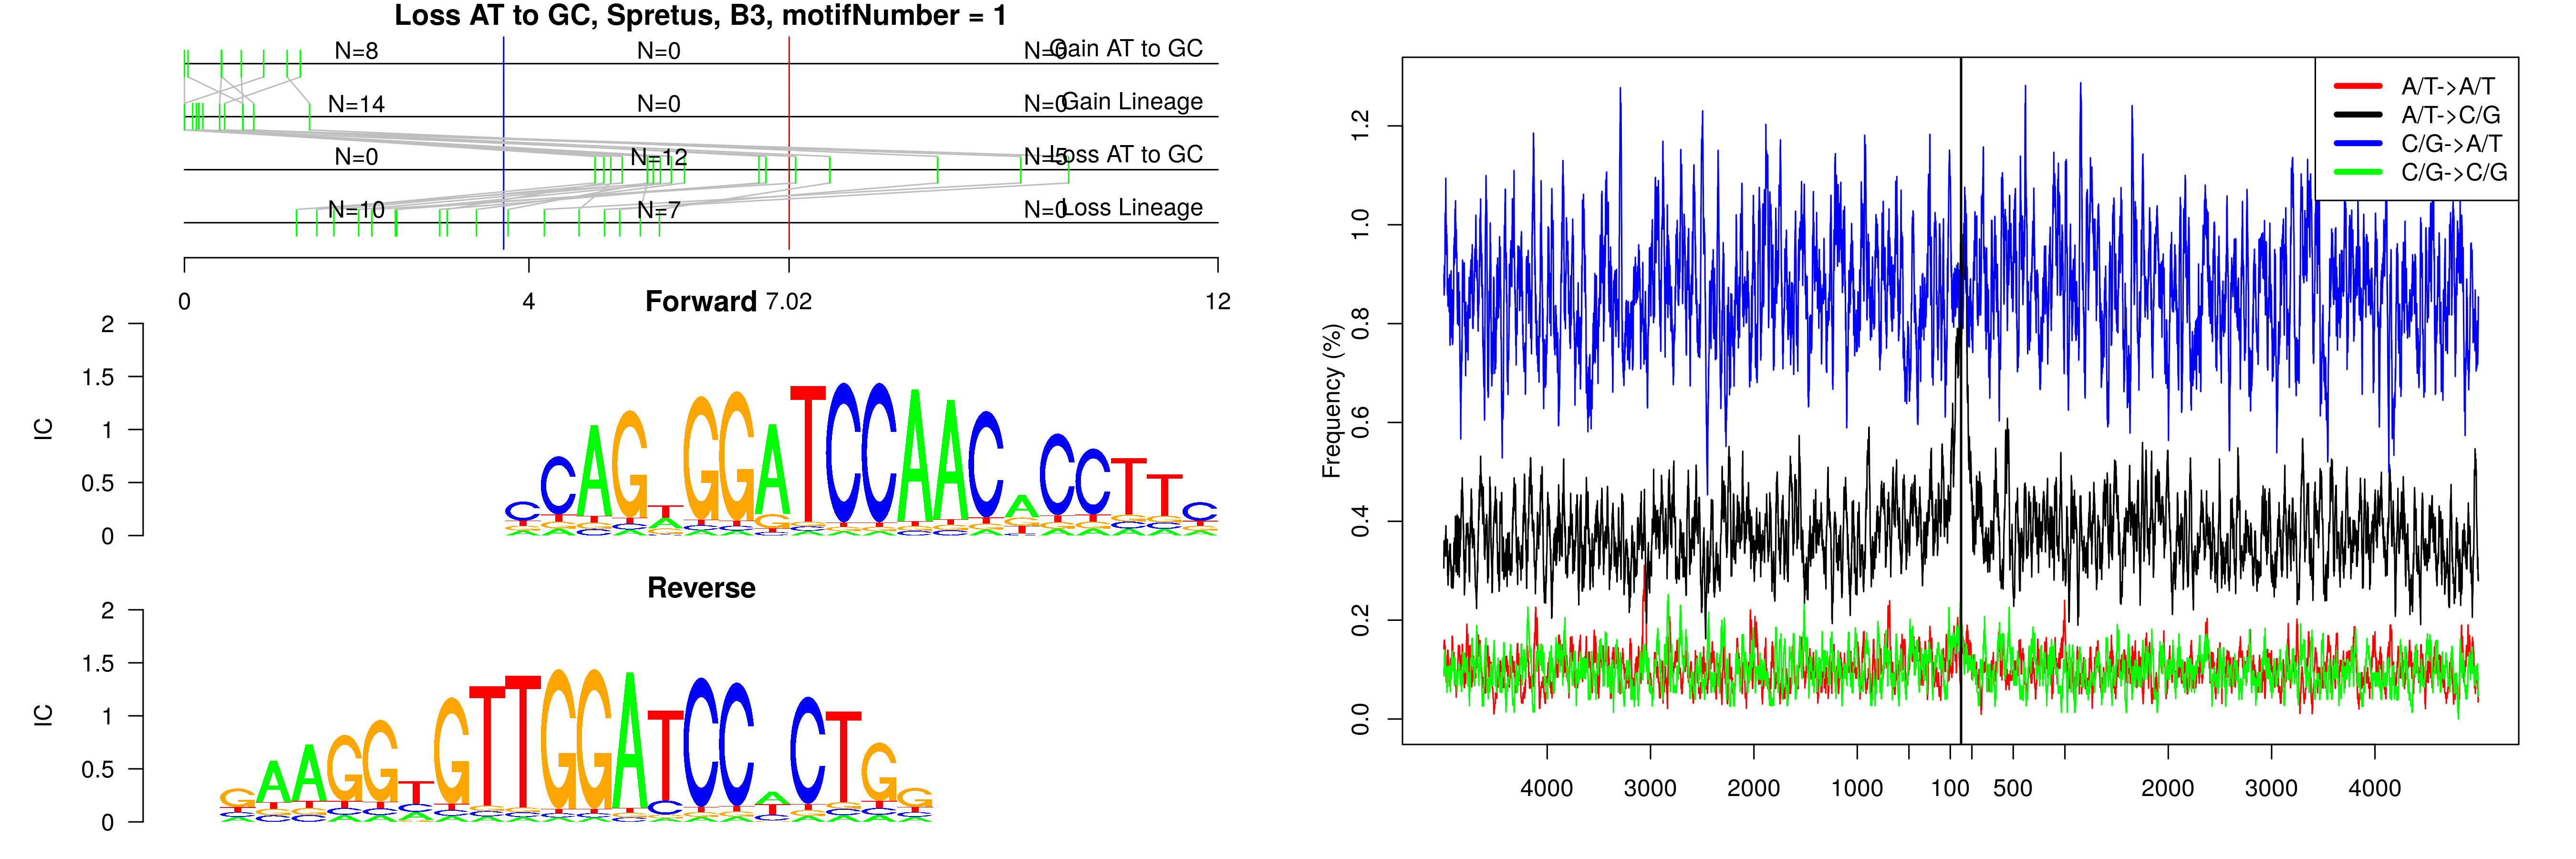 Loss AT to GC, Spretus, B3, motifNumber = 1
N=8 N=0 N=0 Gain AT to GC
N=14 N=0 N=0 Gain Lineage
N=0 N=12 N=5 Loss AT to GC
N=10 N=7 N=0 Loss Lineage
0 4 7.02 12
Forward
IC
2
1.5
1
0.5
0
CCAGTGGATCCAACACCTTC
Reverse
IC
2
1.5
1
0.5
0
GAAGGTGTTGGATCCACTGG
Frequency (%)
1.2
1.0
0.8
0.6
0.4
0.2
0.0
A/T->A/T
A/T->C/G
C/G->A/T
C/G->C/G
4000 3000 2000 1000 100 500 2000 3000 4000